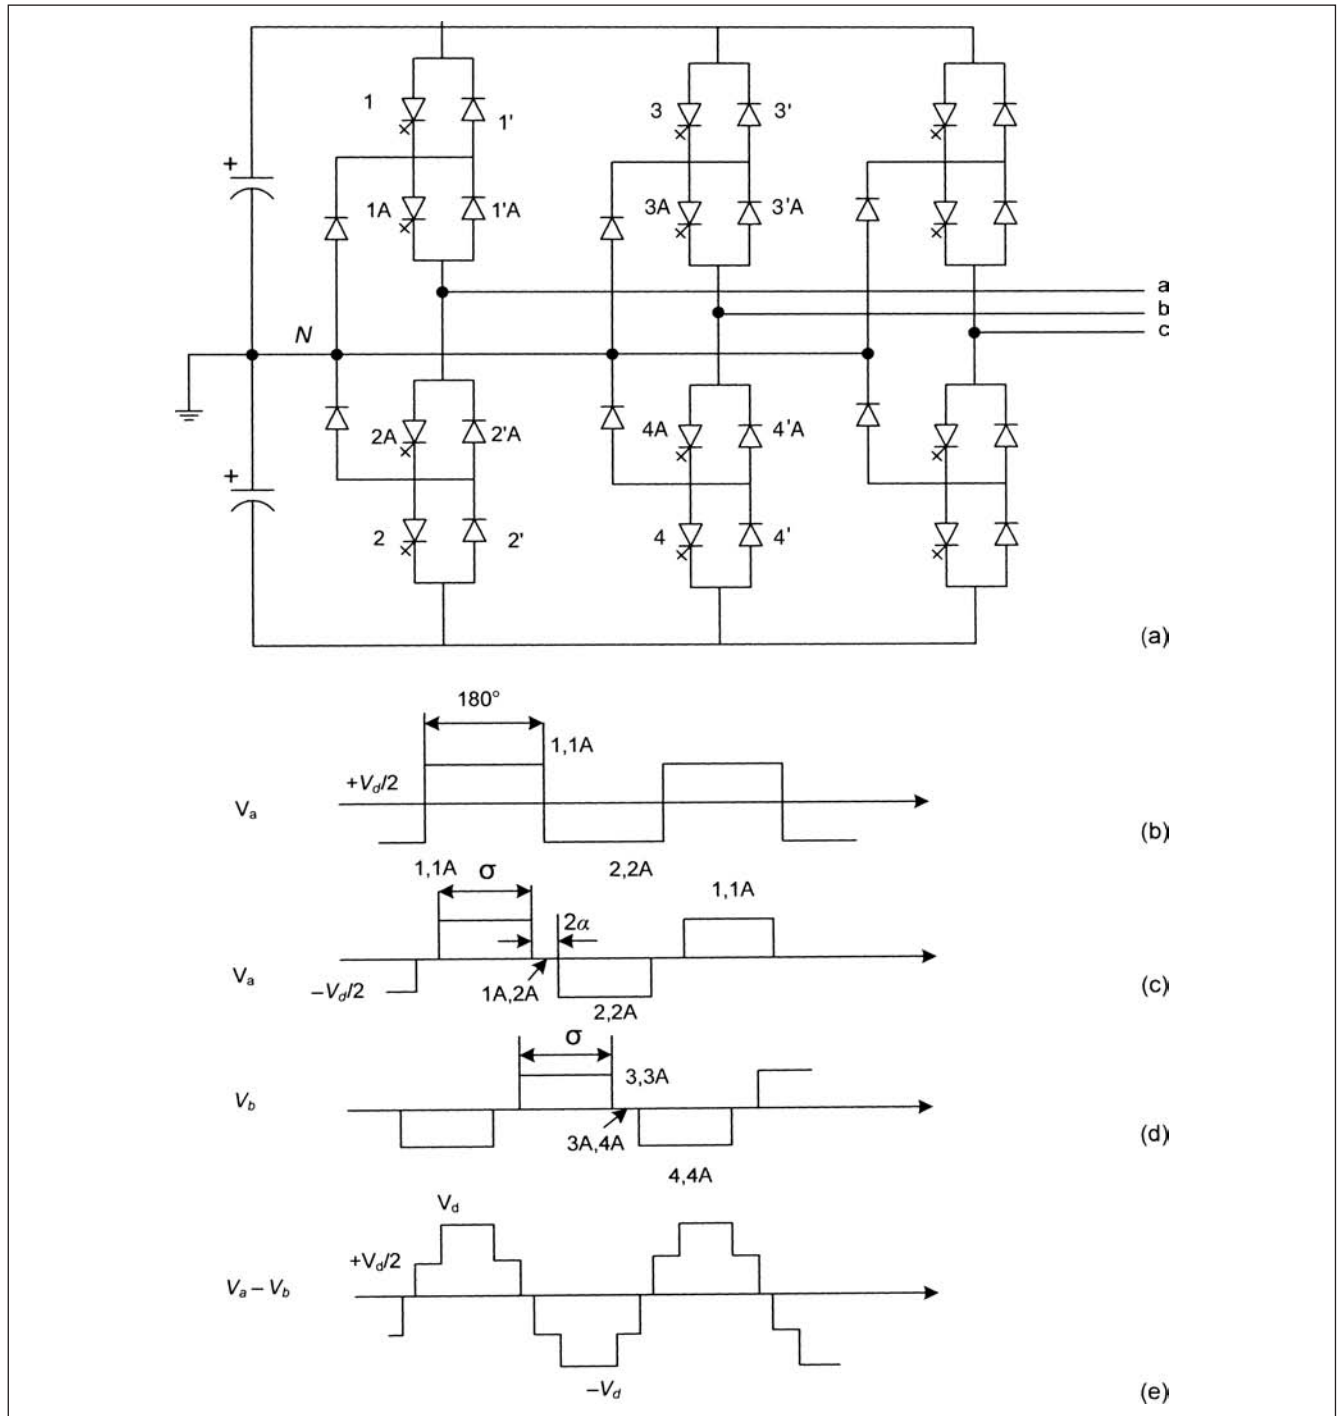 1
1'
3
3'
+
1A
1'A
3A
3'A
a
b
c
N
2A
2'A
4A
4'A
+
2
2'
4
4'
(a)
180°
1,1A
+Vd/2
Va
(b)
1,1A
σ
2,2A
1,1A
2α
Va
−Vd/2
1A,2A
2,2A
(c)
σ
3,3A
Vb
3A,4A
(d)
4,4A
Vd
+Vd/2
Va – Vb
−Vd
(e)